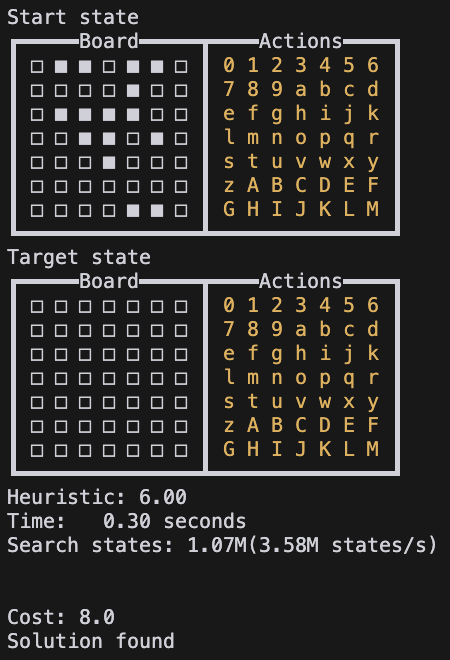 Start state
Board Actions
□ ■ ■ □ ■ ■ □ 0 1 2 3 4 5 6
□ □ □ □ ■ □ □ 7 8 9 a b c d
□ ■ ■ ■ ■ □ □ e f g h i j k
□ □ ■ ■ □ ■ □ l m n o p q r
□ □ □ ■ □ □ □ s t u v w x y
□ □ □ □ □ □ □ z A B C D E F
□ □ □ □ ■ ■ □ G H I J K L M
Target state
Board Actions
□ □ □ □ □ □ □ 0 1 2 3 4 5 6
□ □ □ □ □ □ □ 7 8 9 a b c d
□ □ □ □ □ □ □ e f g h i j k
□ □ □ □ □ □ □ l m n o p q r
□ □ □ □ □ □ □ s t u v w x y
□ □ □ □ □ □ □ z A B C D E F
□ □ □ □ □ □ □ G H I J K L M
Heuristic: 6.00
Time: 0.30 seconds
Search states: 1.07M(3.58M states/s)
Cost: 8.0
Solution found